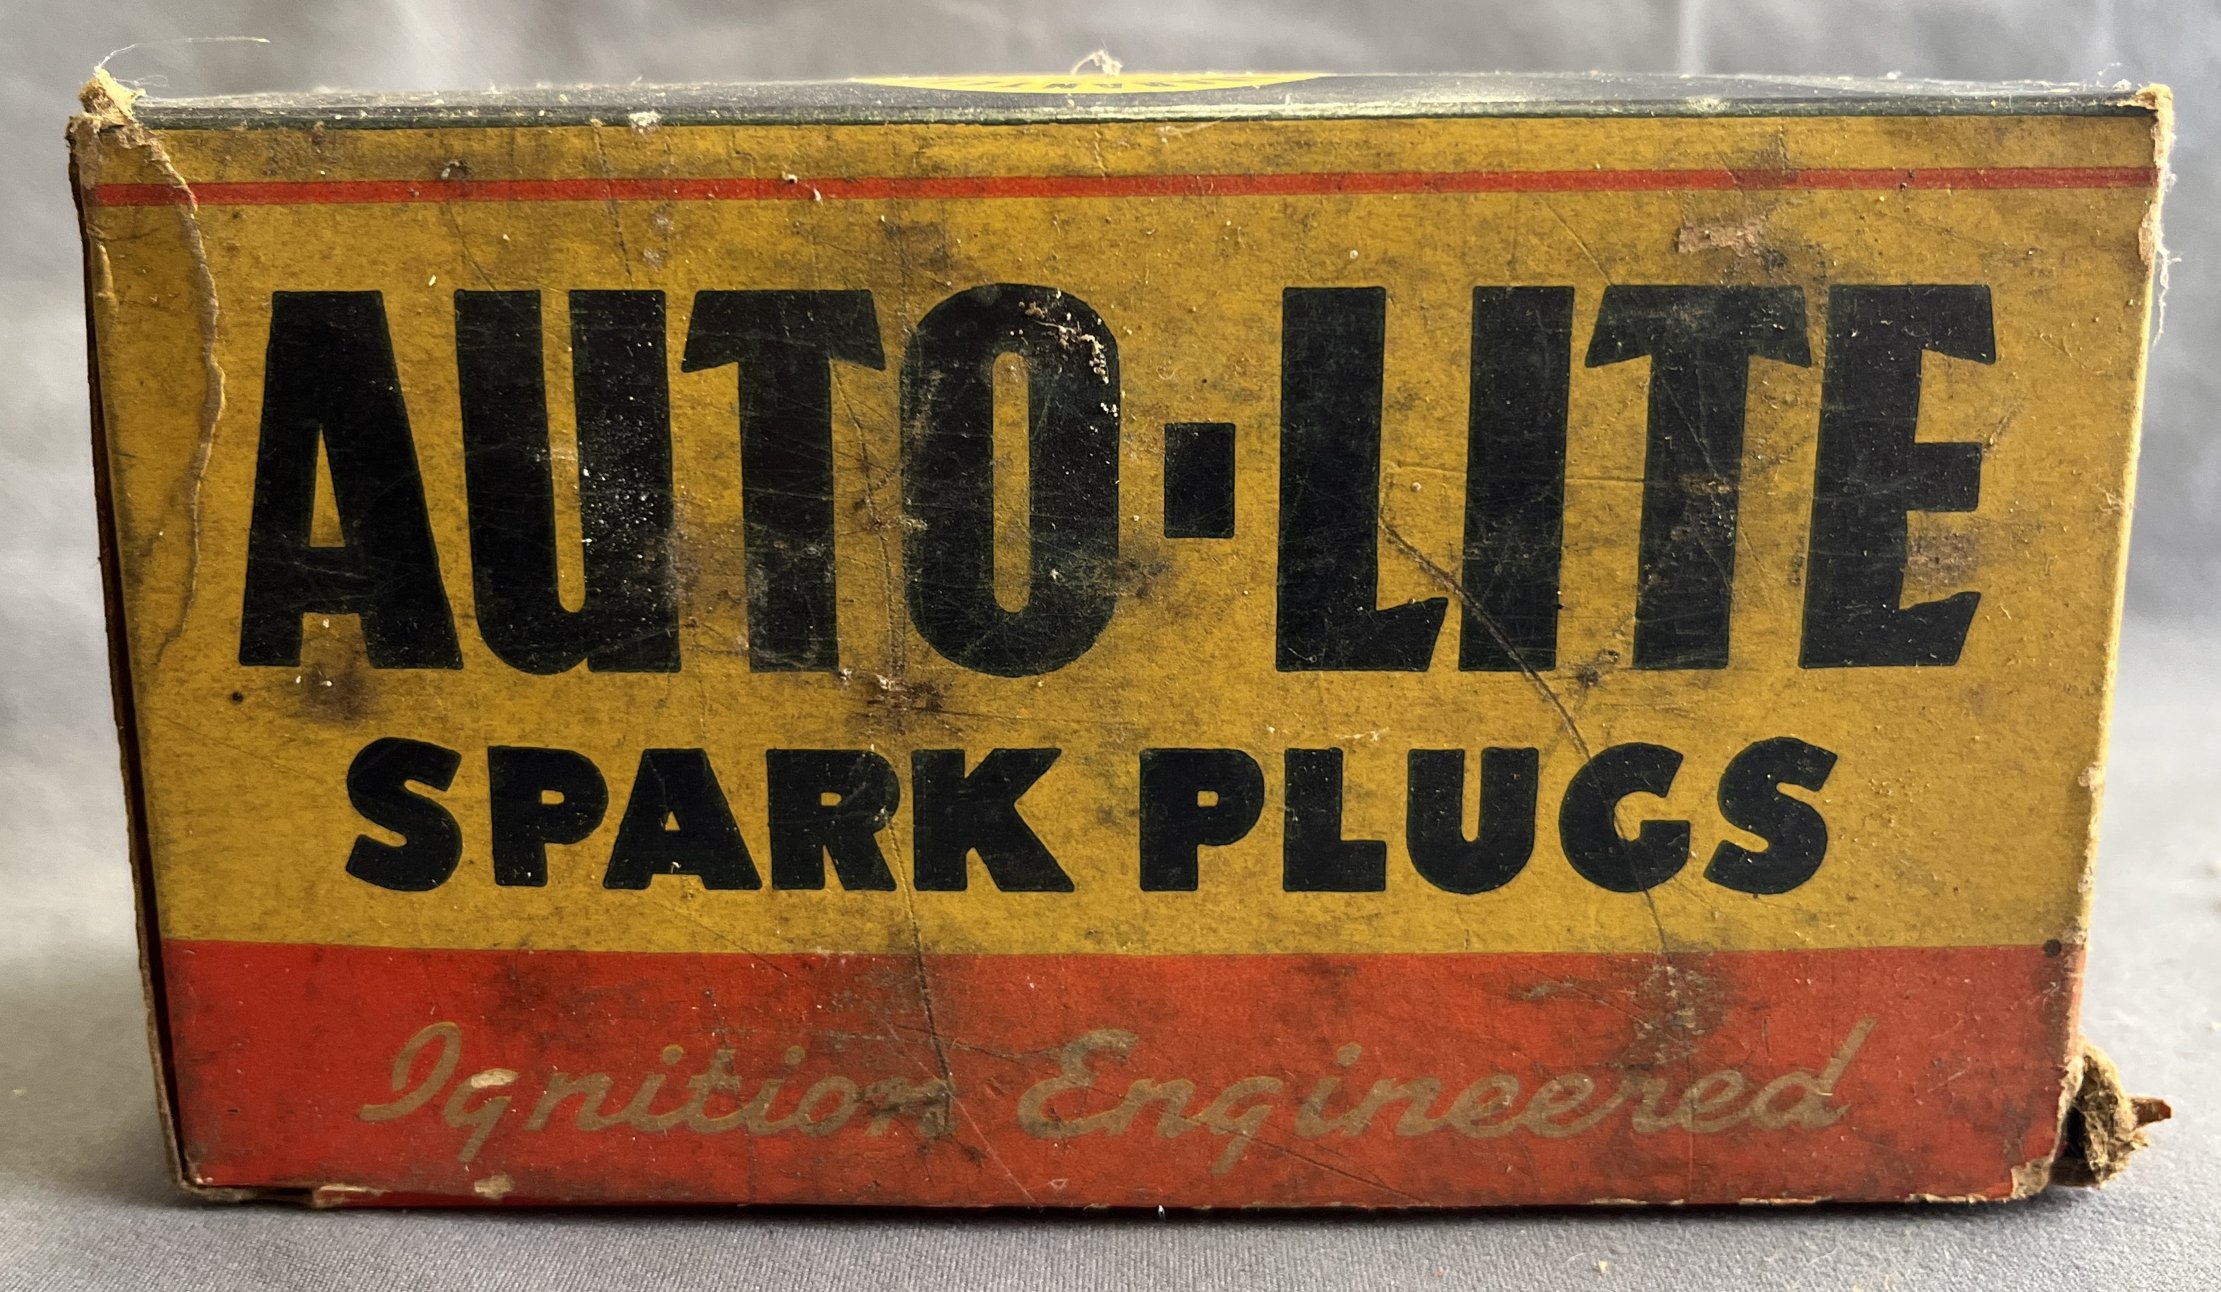 AUTO-LITE
SPARK PLUGS
Ignition Engineered